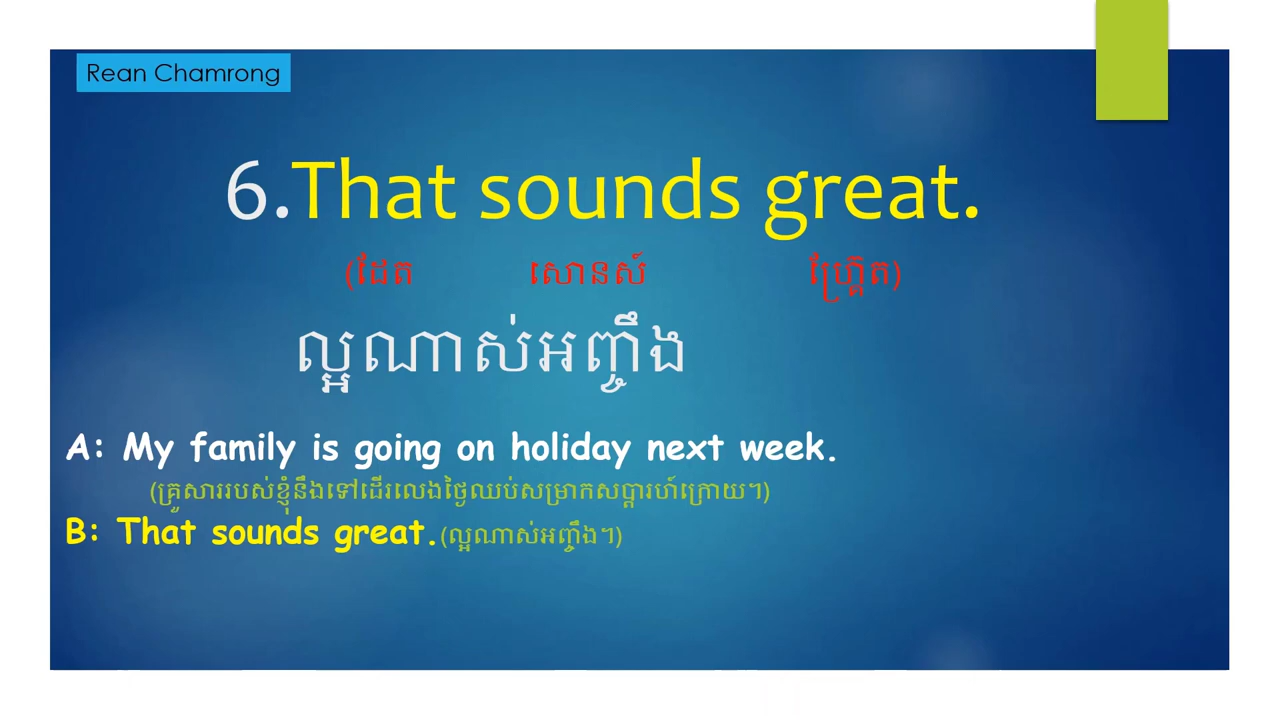 Rean Chamrong
6.That sounds great.
(ដែត សោនស៍ ហ្គ្រ៊ែត)
ល្អណាស់អញ្ចឹង
A: My family is going on holiday next week.
(គ្រួសាររបស់ខ្ញុំនឹងទៅដើរលេងថ្ងៃឈប់សម្រាកសប្តារហ៍ក្រោយ។)
B: That sounds great.(ល្អណាស់អញ្ចឹង។)